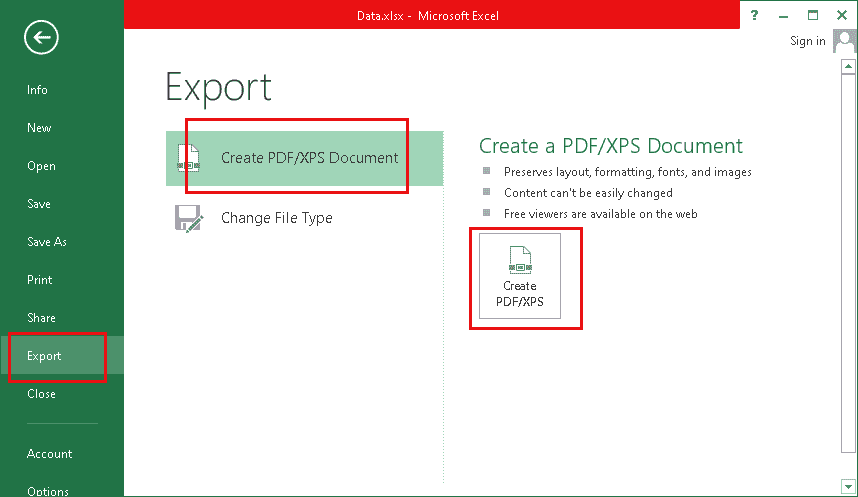 Data.xlsx - Microsoft Excel
?
Sign in
Info
New
Open
Save
Save As
Print
Share
Export
Close
Account
Options
Export
Create PDF/XPS Document
Change File Type
Create a PDF/XPS Document
Preserves layout, formatting, fonts, and images
Content can't be easily changed
Free viewers are available on the web
Create
PDF/XPS